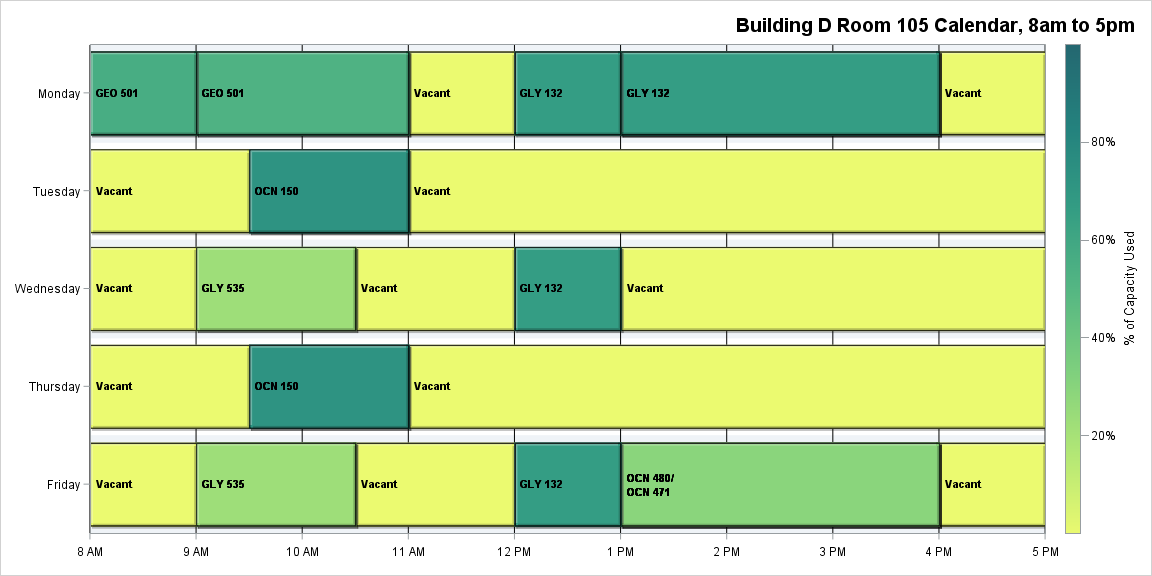 Building D Room 105 Calendar, 8am to 5pm
Monday
GEO 501
GEO 501
Vacant
GLY 132
GLY 132
Vacant
Tuesday
Vacant
OCN 150
Vacant
Wednesday
Vacant
GLY 535
Vacant
GLY 132
Vacant
Thursday
Vacant
OCN 150
Vacant
Friday
Vacant
GLY 535
Vacant
GLY 132
OCN 480/
OCN 471
Vacant
8 AM
9 AM
10 AM
11 AM
12 PM
1 PM
2 PM
3 PM
4 PM
5 PM
80%
60%
40%
20%
% of Capacity Used